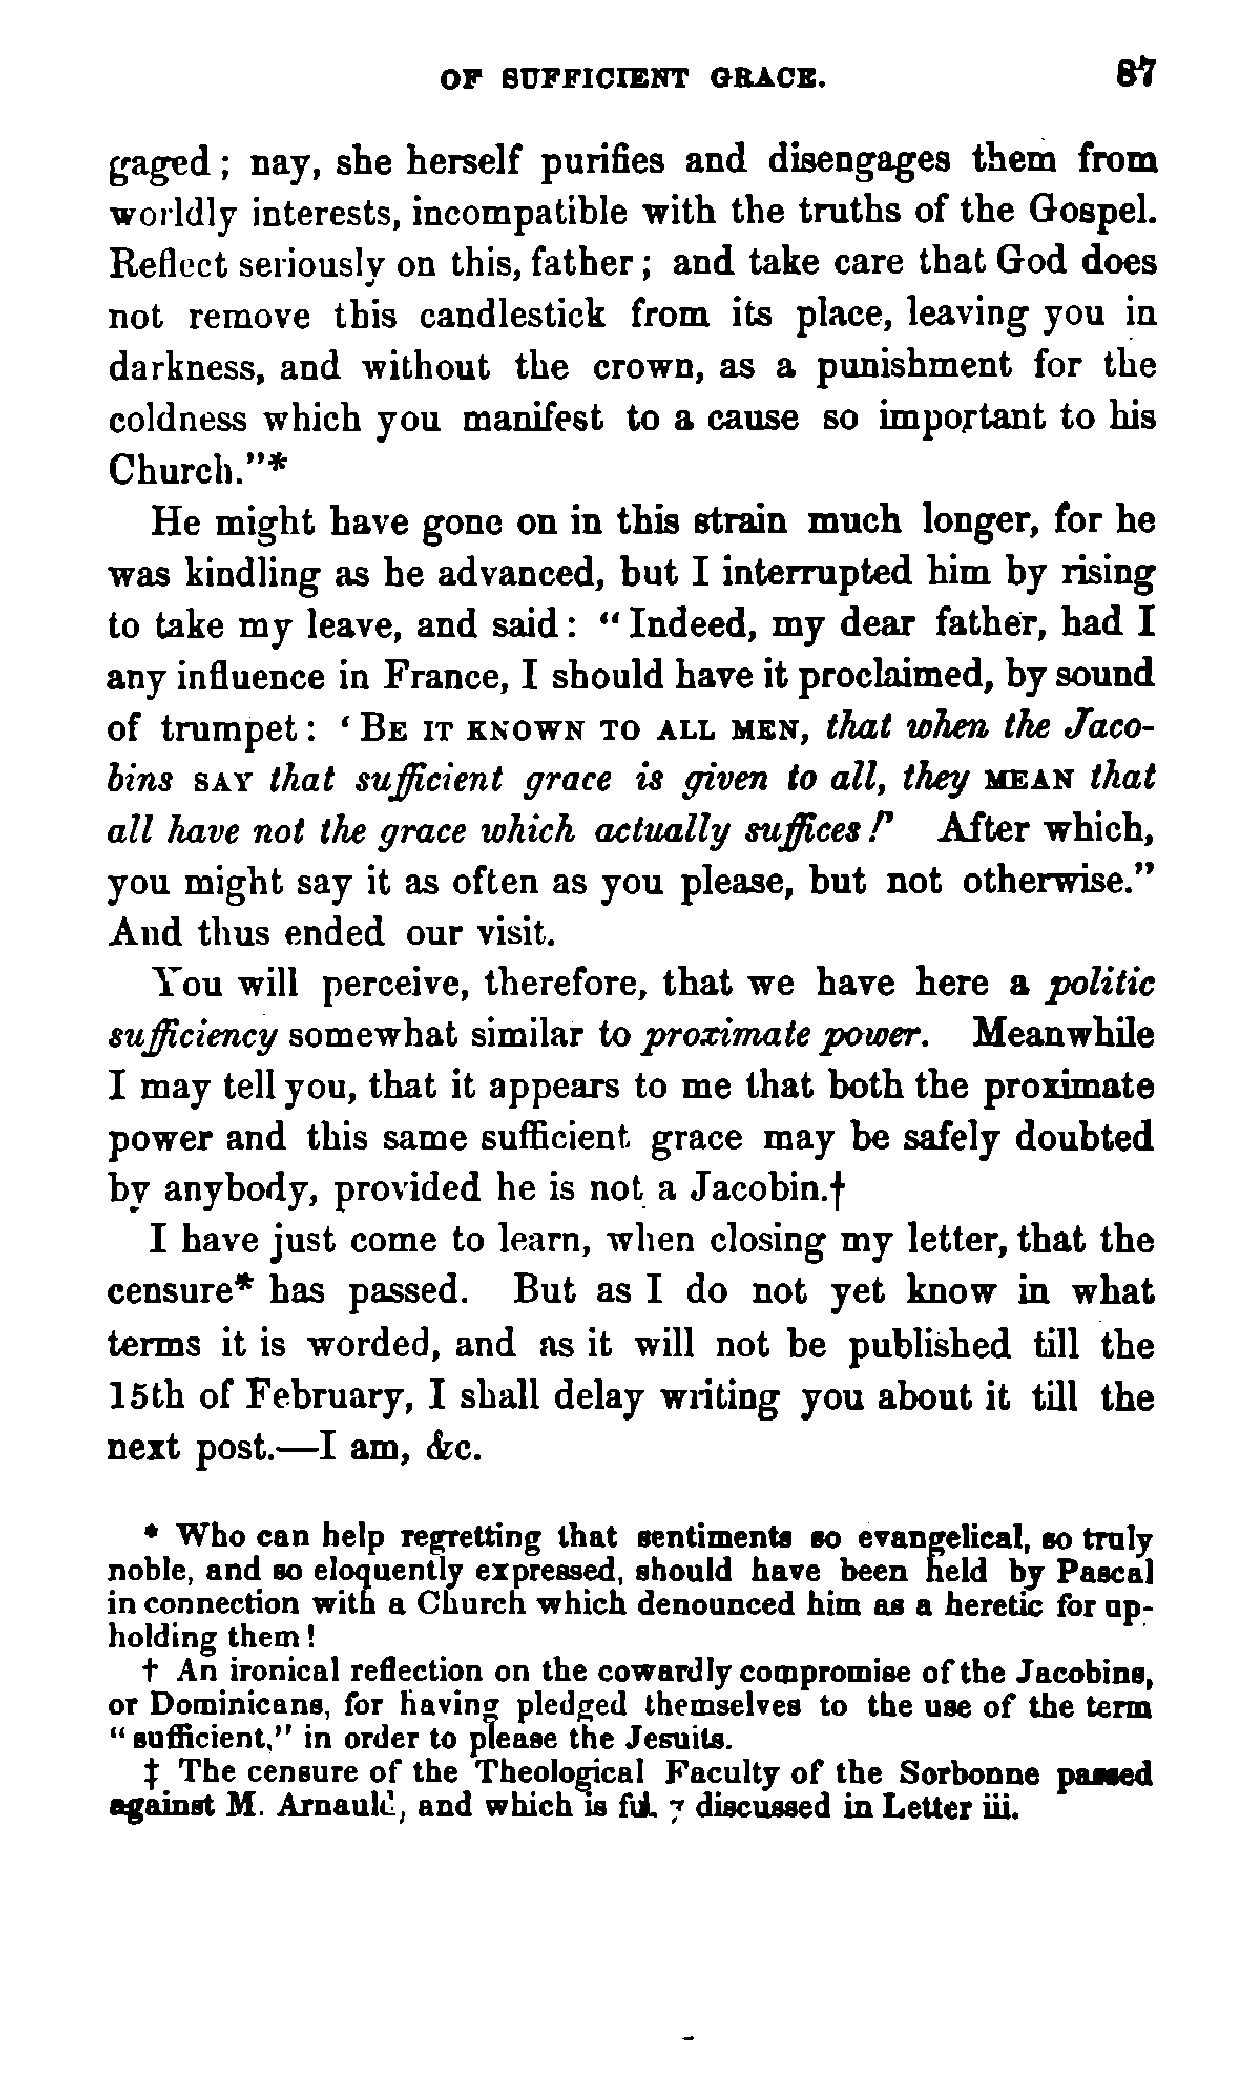 OF SUFFICIENT GRACE. 87
gaged; nay, she herself purifies and disengages them from
worldly interests, incompatible with the truths of the Gospel.
Reflect seriously on this, father; and take care that God does
not remove this candlestick from its place, leaving you in
darkness, and without the crown, as a punishment for the
coldness which you manifest to a cause so important to his
Church."*
He might have gone on in this strain much longer, for he
was kindling as he advanced, but I interrupted him by rising
to take my leave, and said: "Indeed, my dear father, had I
any influence in France, I should have it proclaimed, by sound
of trumpet: 'BE IT KNOWN TO ALL MEN, that when the Jaco-
bins SAY that sufficient grace is given to all, they MEAN that
all have not the grace which actually suffices!' After which,
you might say it as often as you please, but not otherwise."
And thus ended our visit.
You will perceive, therefore, that we have here a politic
sufficiency somewhat similar to proximate power. Meanwhile
I may tell you, that it appears to me that both the proximate
power and this same sufficient grace may be safely doubted
by anybody, provided he is not a Jacobin.†
I have just come to learn, when closing my letter, that the
censure* has passed. But as I do not yet know in what
terms it is worded, and as it will not be published till the
15th of February, I shall delay writing you about it till the
next post.—I am, &c.
* Who can help regretting that sentiments so evangelical, so truly
noble, and so eloquently expressed, should have been held by Pascal
in connection with a Church which denounced him as a heretic for up-
holding them!
† An ironical reflection on the cowardly compromise of the Jacobins,
or Dominicans, for having pledged themselves to the use of the term
"sufficient," in order to please the Jesuits.
‡ The censure of the Theological Faculty of the Sorbonne passed
against M. Arnauld, and which is fully discussed in Letter iii.